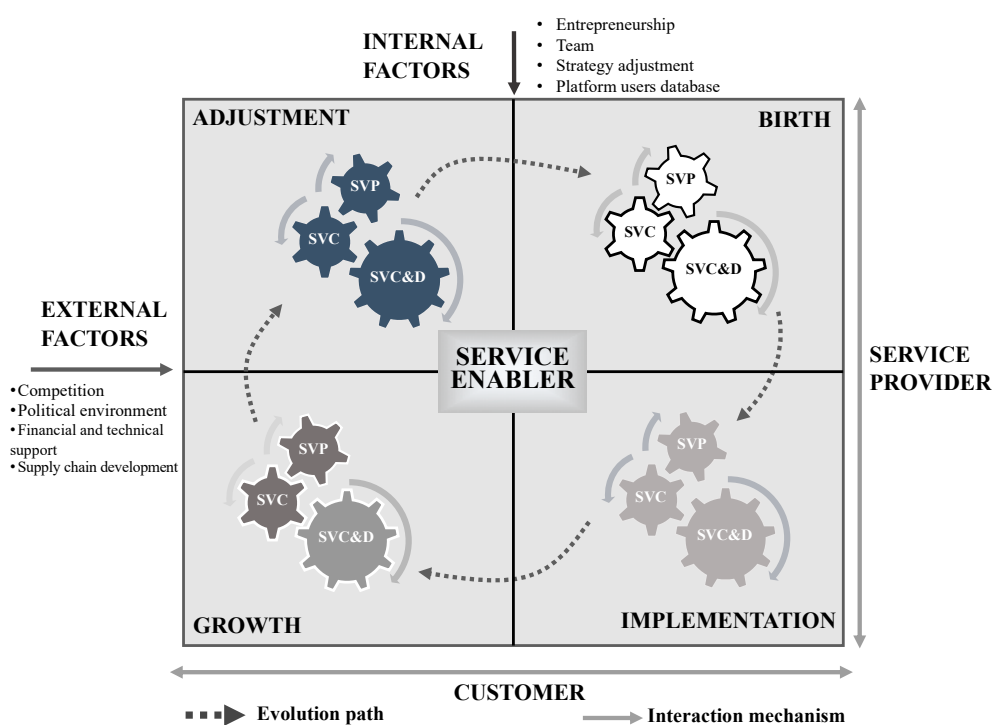 INTERNAL
FACTORS
• Entrepreneurship
• Team
• Strategy adjustment
• Platform users database
ADJUSTMENT
BIRTH
SVP
SVC
SVC&D
SVP
SVC
SVC&D
EXTERNAL
FACTORS
•Competition
•Political environment
•Financial and technical
support
•Supply chain development
SERVICE
ENABLER
SERVICE
PROVIDER
SVP
SVC
SVC&D
SVP
SVC
SVC&D
GROWTH
IMPLEMENTATION
CUSTOMER
Evolution path
Interaction mechanism